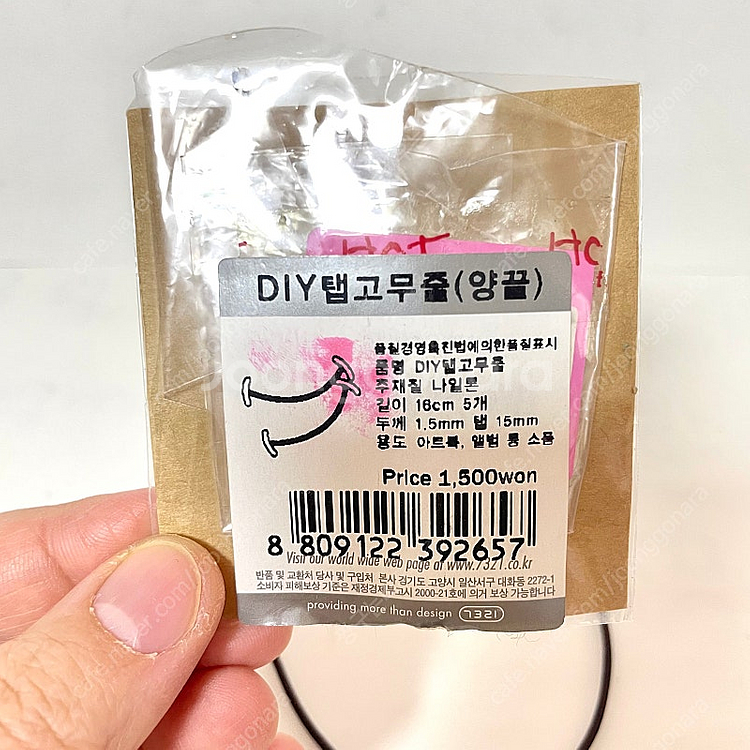 HOT
DIY탭고무줄(양끝)
품질경영촉진법에의한품질표시
품명 DIY탭고무줄
주재질 나일론
길이 16cm 5개
두께 1.5mm 탭 15mm
용도 아트북, 앨범 등 소품
Price 1,500won
8 809122 392657
Visit our world wide web page at www.7321.co.kr
반품 및 교환처 당사 및 구입처 본사 경기도 고양시 일산서구 대화동 2272-1
소비자 피해보상 기준은 재정경제부고시 2000-21호에 의거 보상 가능합니다
providing more than design 7321